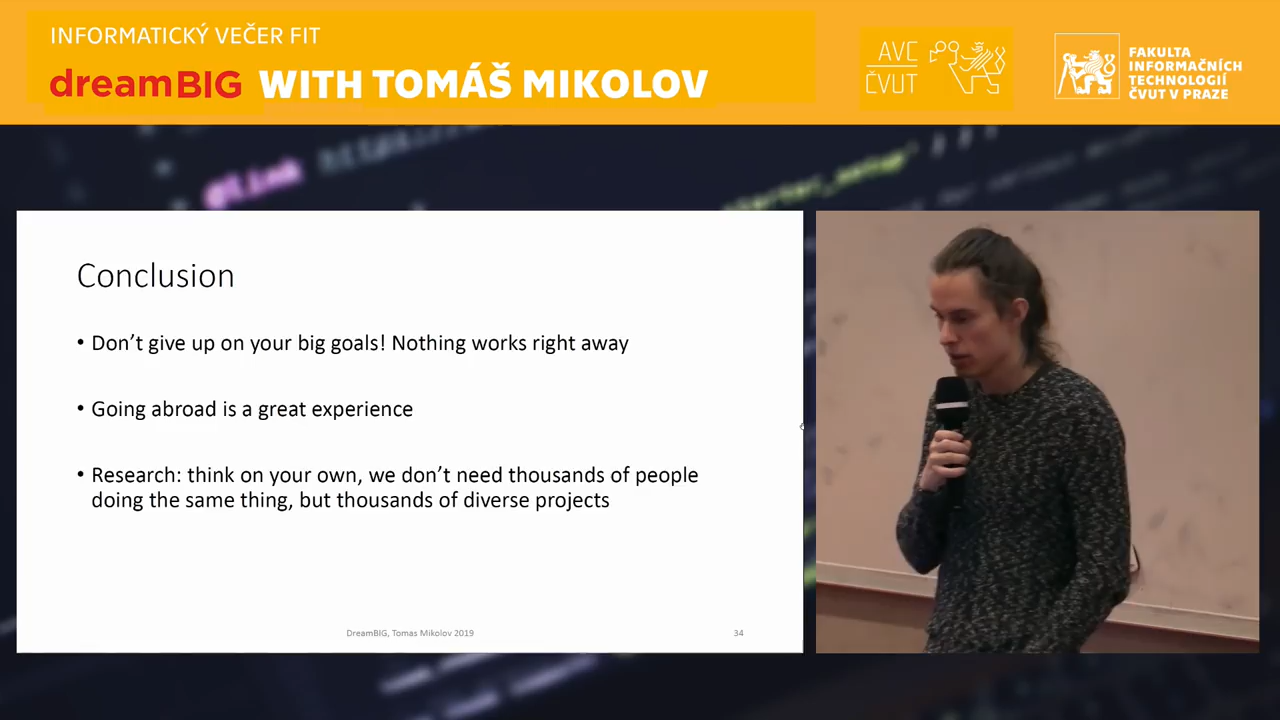 INFORMATICKÝ VEČER FIT
dreamBIG WITH TOMÁŠ MIKOLOV
AVC
ČVUT
FAKULTA
INFORMAČNÍCH
TECHNOLOGIÍ
ČVUT V PRAZE
@link
starter_setup' ) ) {
Conclusion
• Don't give up on your big goals! Nothing works right away
• Going abroad is a great experience
• Research: think on your own, we don't need thousands of people
doing the same thing, but thousands of diverse projects
DreamBIG, Tomas Mikolov 2019
34